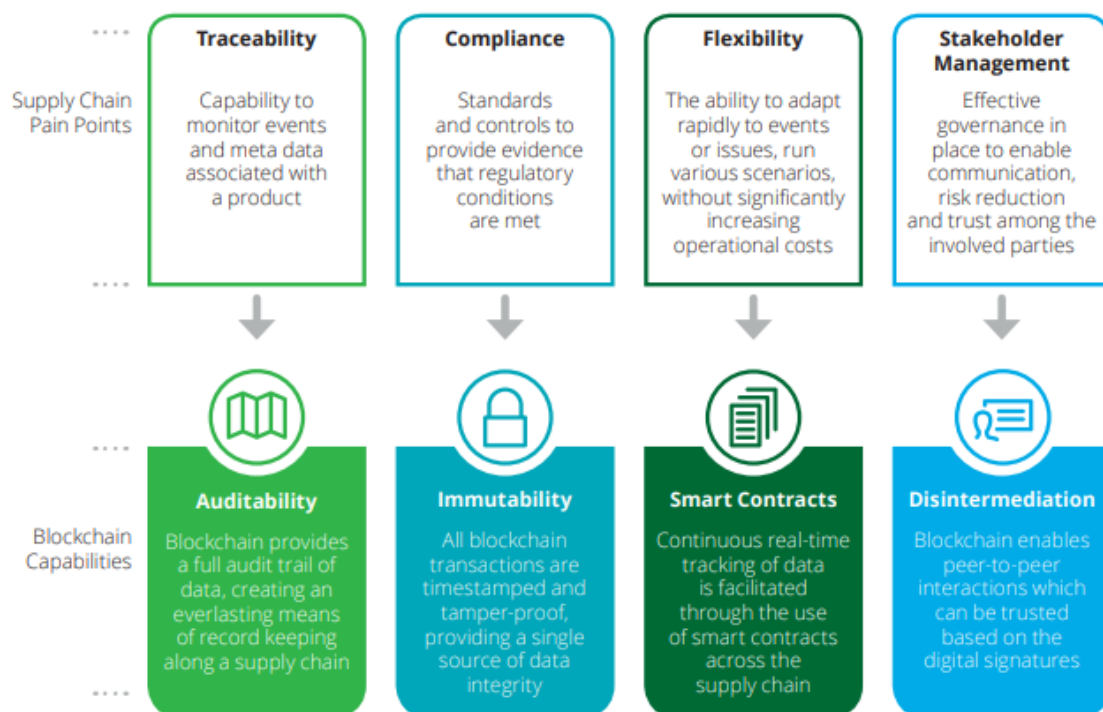 Supply Chain
Pain Points
Traceability
Capability to
monitor events
and meta data
associated with
a product
Compliance
Standards
and controls to
provide evidence
that regulatory
conditions
are met
Flexibility
The ability to adapt
rapidly to events
or issues, run
various scenarios,
without significantly
increasing
operational costs
Stakeholder
Management
Effective
governance in
place to enable
communication,
risk reduction
and trust among the
involved parties
Blockchain
Capabilities
Auditability
Blockchain provides
a full audit trail of
data, creating an
everlasting means
of record keeping
along a supply chain
Immutability
All blockchain
transactions are
timestamped and
tamper-proof,
providing a single
source of data
integrity
Smart Contracts
Continuous real-time
tracking of data
is facilitated
through the use
of smart contracts
across the
supply chain
Disintermediation
Blockchain enables
peer-to-peer
interactions which
can be trusted
based on the
digital signatures